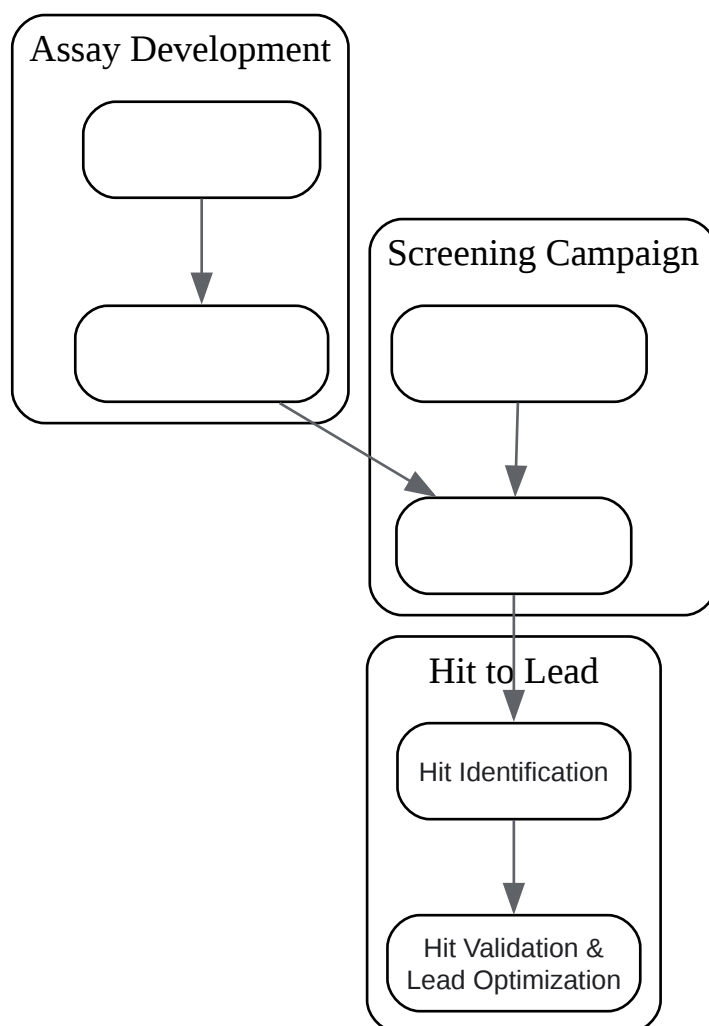 Assay Development
Screening Campaign
Hit to Lead
Hit Identification
Hit Validation &
Lead Optimization